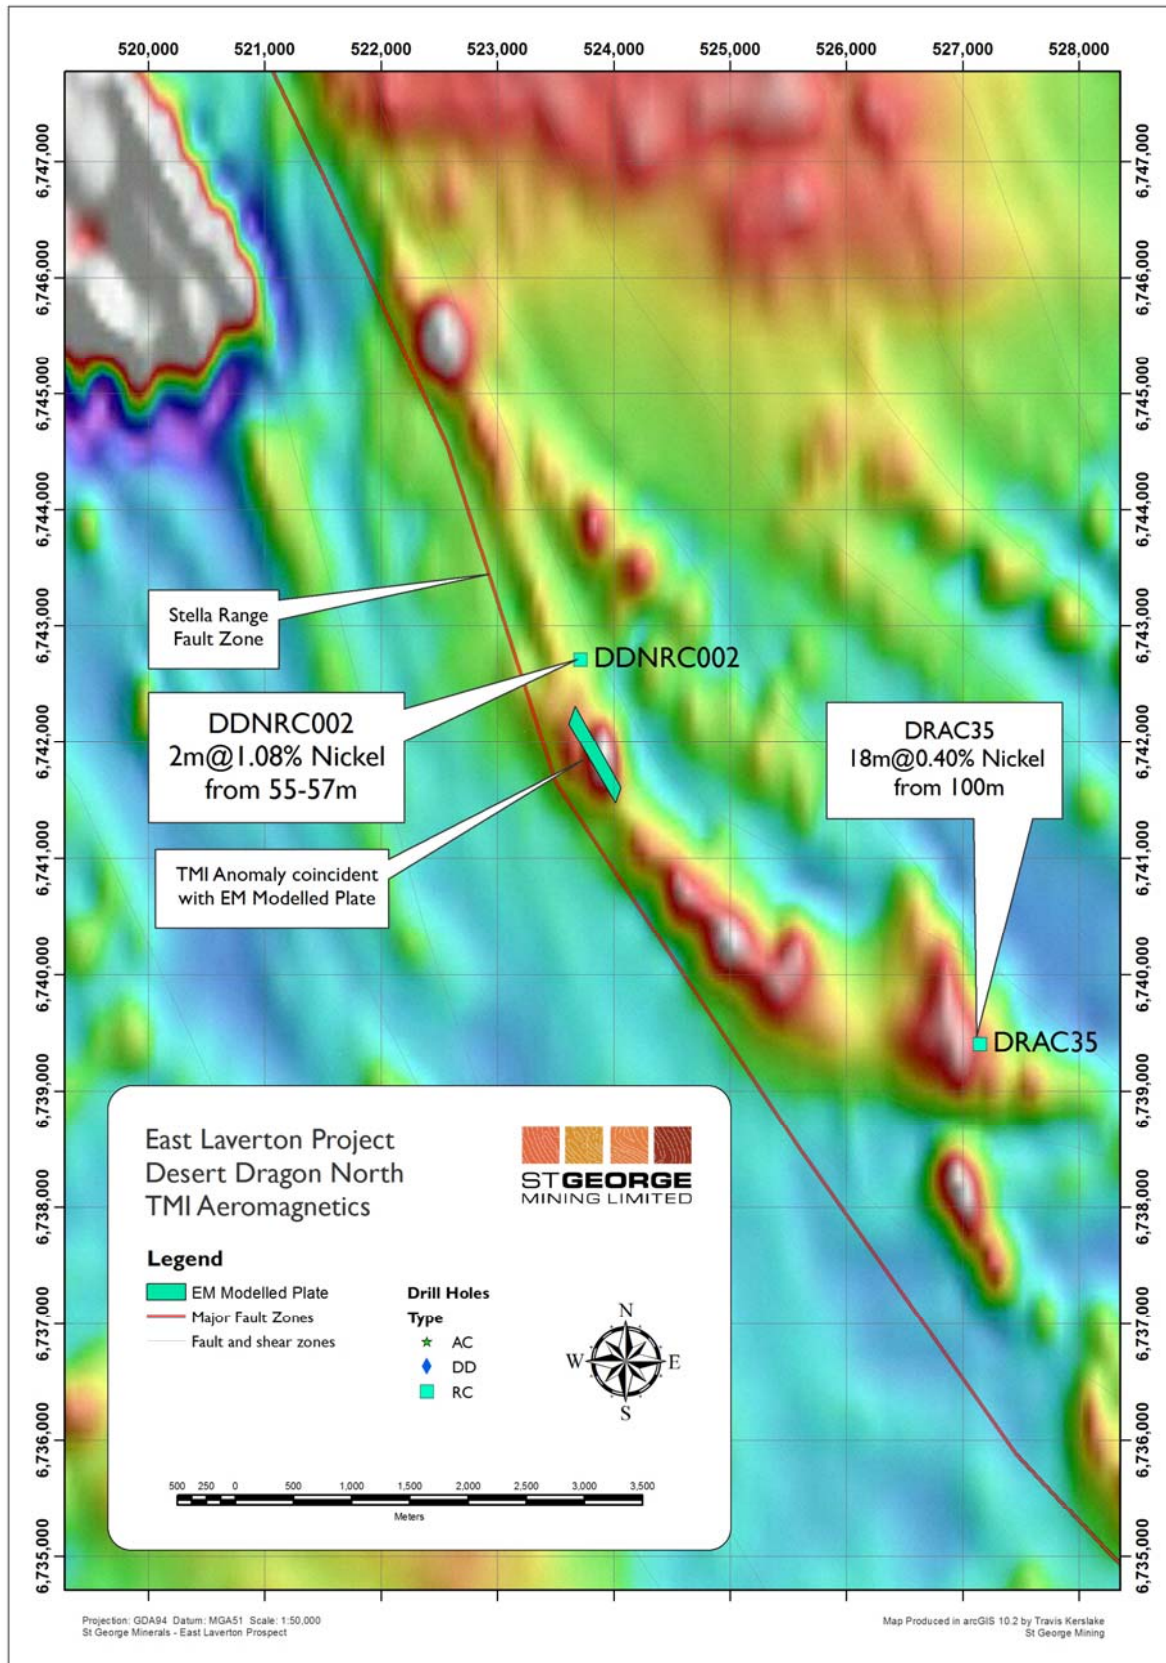 520,000 521,000 522,000 523,000 524,000 525,000 526,000 527,000 528,000
6,747,000 6,747,000
6,746,000 6,746,000
6,745,000 6,745,000
6,744,000 6,744,000
6,743,000 6,743,000
6,742,000 6,742,000
6,741,000 6,741,000
6,740,000 6,740,000
6,739,000 6,739,000
6,738,000 6,738,000
6,737,000 6,737,000
6,736,000 6,736,000
6,735,000 6,735,000
Stella Range
Fault Zone
DDNRC002
DDNRC002
2m@1.08% Nickel
from 55-57m
DRAC35
18m@0.40% Nickel
from 100m
TMI Anomaly coincident
with EM Modelled Plate
DRAC35
East Laverton Project
Desert Dragon North
TMI Aeromagnetics
STGEORGE
MINING LIMITED
Legend
EM Modelled Plate
Major Fault Zones
Fault and shear zones
Drill Holes
Type
AC
DD
RC
N
W E
S
500 250 0 500 1,000 1,500 2,000 2,500 3,000 3,500
Meters
Projection: GDA94 Datum: MGA51 Scale: 1:50,000
St George Minerals - East Laverton Prospect
Map Produced in arcGIS 10.2 by Travis Kerslake
St George Mining